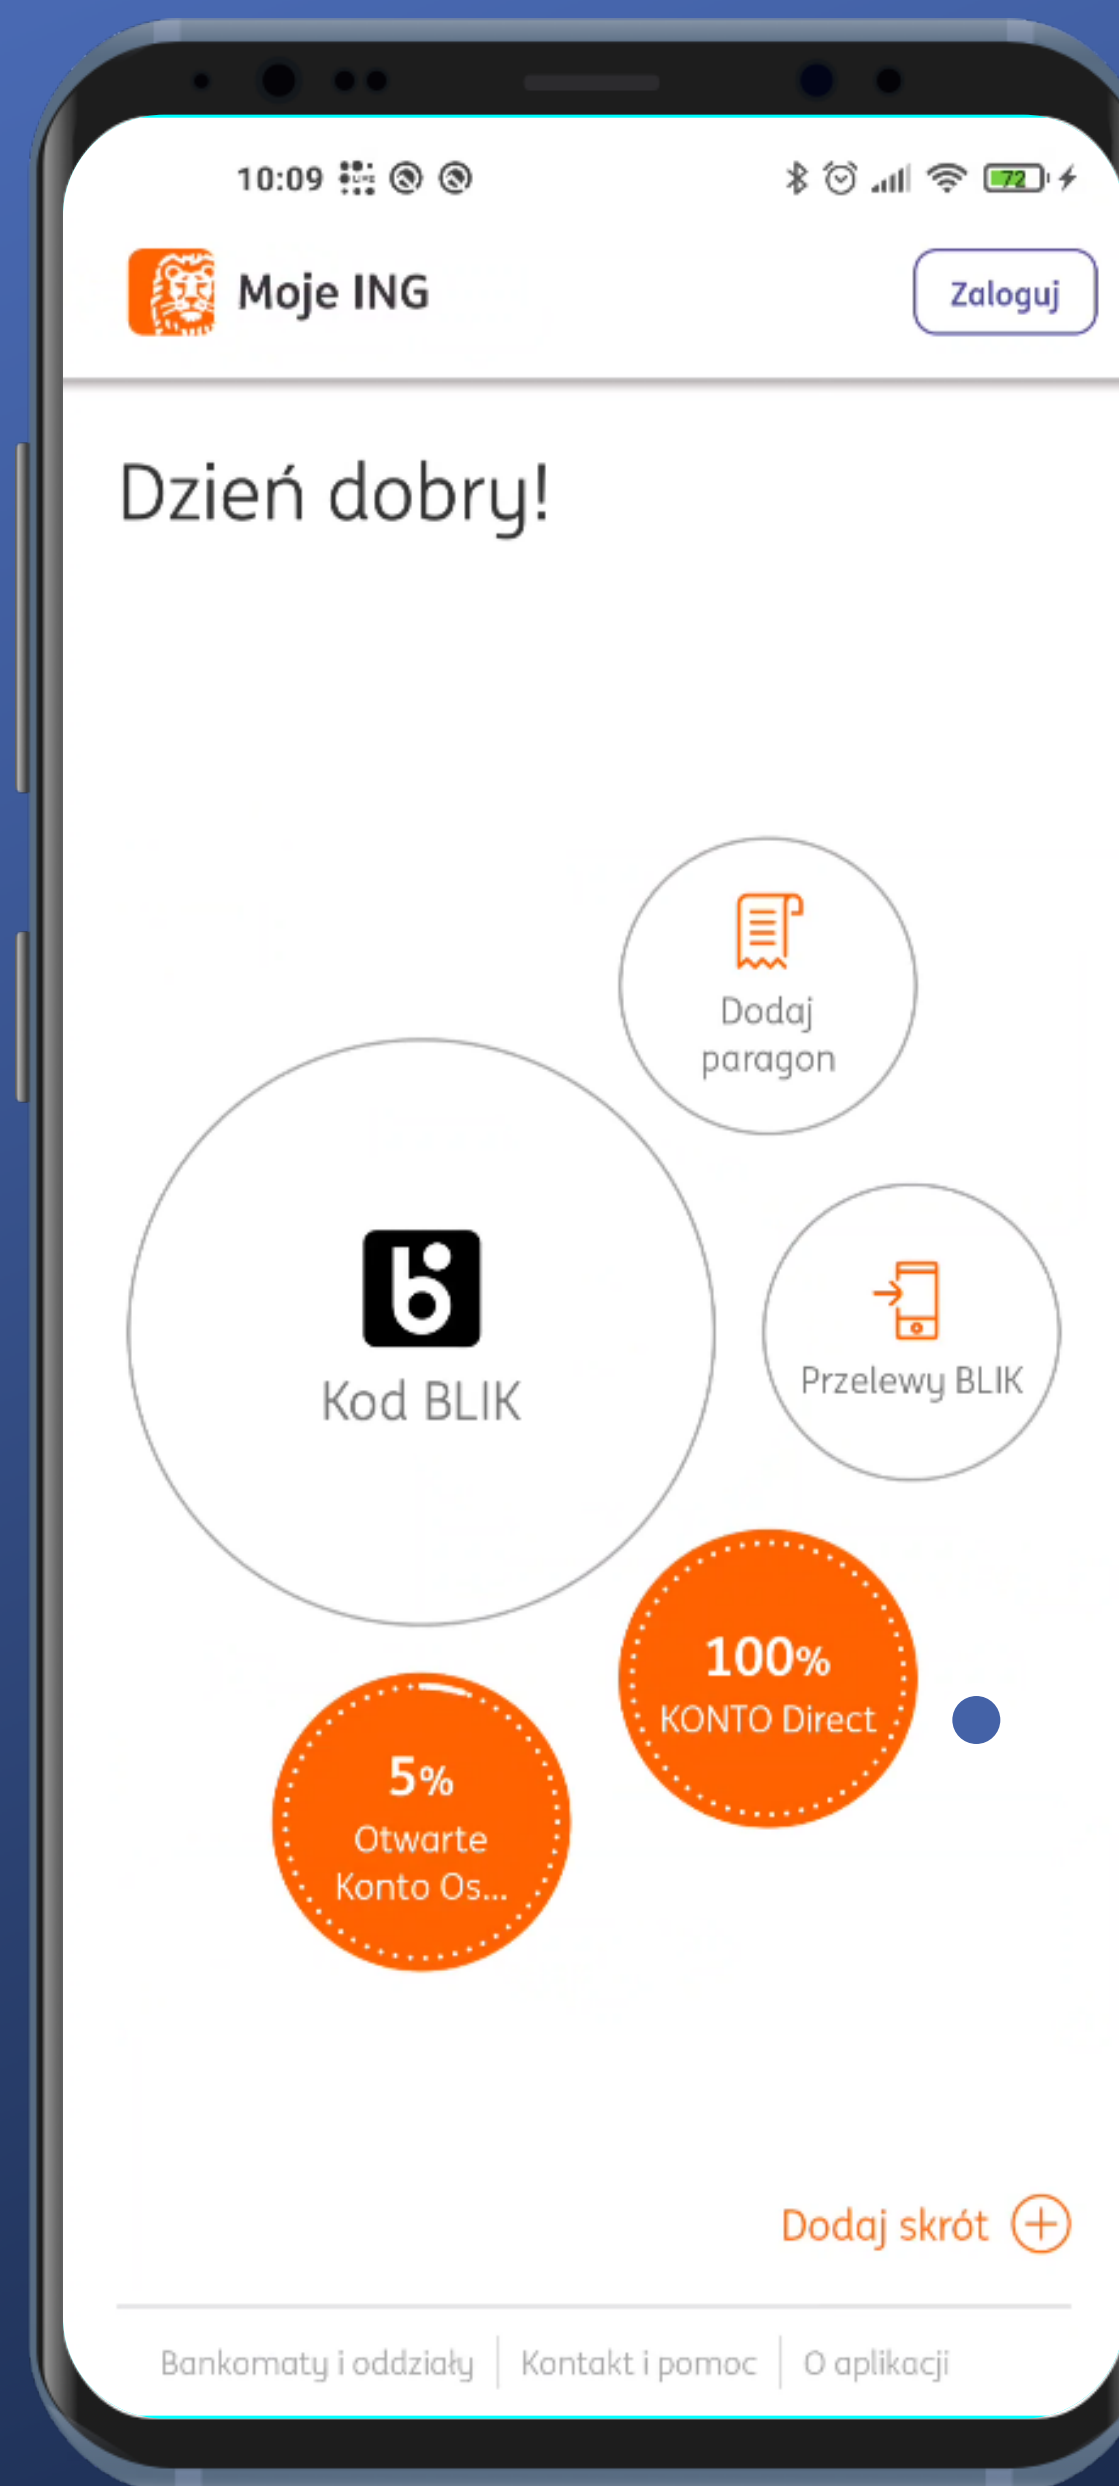 10:09
72
Moje ING
Zaloguj
Dzień dobry!
Dodaj
paragon
Kod BLIK
Przelewy BLIK
100%
KONTO Direct
5%
Otwarte
Konto Os...
Dodaj skrót
Bankomaty i oddziały
Kontakt i pomoc
O aplikacji